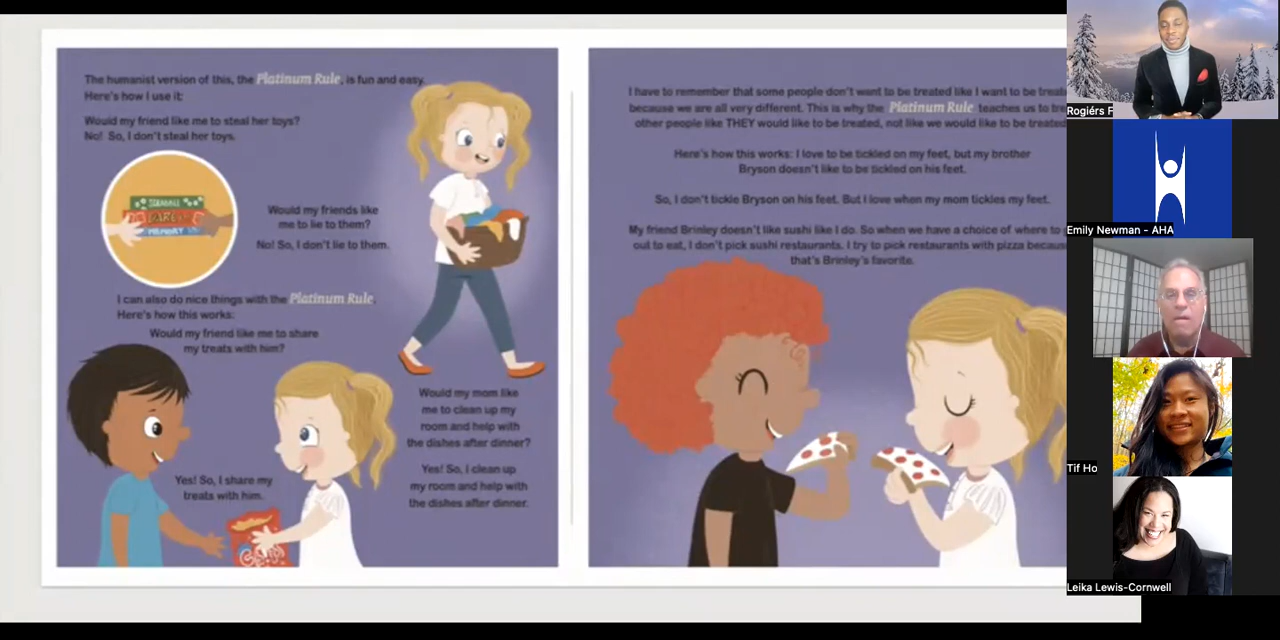 The humanist version of this, the Platinum Rule, is fun and easy.
Here's how I use it:
Would my friend like me to steal her toys?
No! So, I don't steal her toys.
MEMORY
Would my friends like
me to lie to them?
No! So, I don't lie to them.
I can also do nice things with the Platinum Rule.
Here's how this works:
Would my friend like me to share
my treats with him?
Yes! So, I share my
treats with him.
Would my mom like
me to clean up my
room and help with
the dishes after dinner?
Yes! So, I clean up
my room and help with
the dishes after dinner.
I have to remember that some people don't want to be treated like I want to be
because we are all very different. This is why the Platinum Rule teaches us to
other people like THEY would like to be treated, not like we would like to be treated
Here's how this works: I love to be tickled on my feet, but my brother
Bryson doesn't like to be tickled on his feet.
So, I don't tickle Bryson on his feet. But I love when my mom tickles my feet.
My friend Brinley doesn't like sushi like I do. So when we have a choice of where to
out to eat, I don't pick sushi restaurants. I try to pick restaurants with pizza
that's Brinley's favorite.
Rogiérs F
Emily Newman - AHA
Tif Ho
Leika Lewis-Cornwell